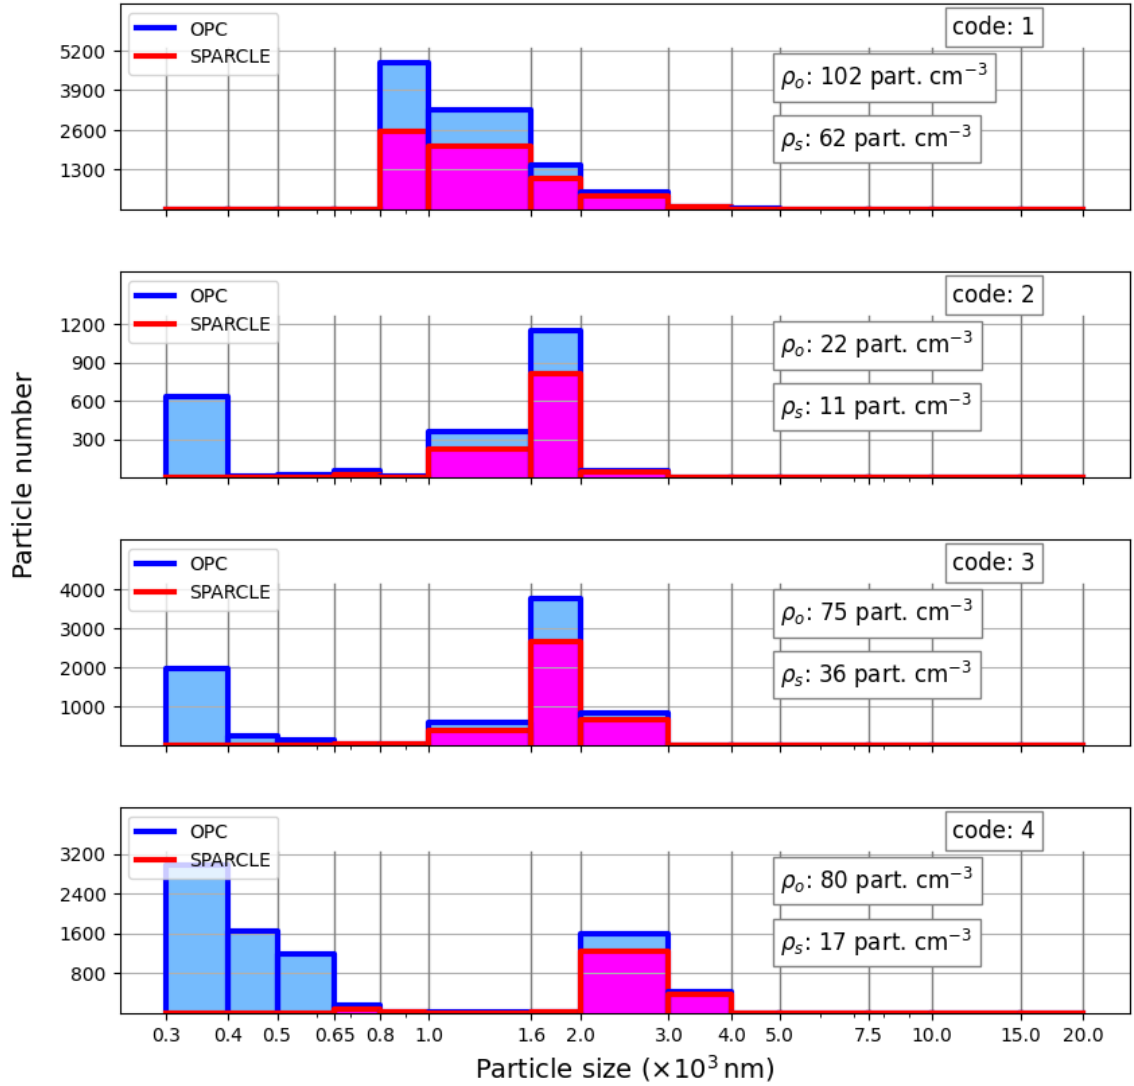 OPC
SPARCLE
code: 1
ρₒ: 102 part. cm⁻³
ρₛ: 62 part. cm⁻³
5200
3900
2600
1300
OPC
SPARCLE
code: 2
ρₒ: 22 part. cm⁻³
ρₛ: 11 part. cm⁻³
1200
900
600
300
Particle number
OPC
SPARCLE
code: 3
ρₒ: 75 part. cm⁻³
ρₛ: 36 part. cm⁻³
4000
3000
2000
1000
OPC
SPARCLE
code: 4
ρₒ: 80 part. cm⁻³
ρₛ: 17 part. cm⁻³
3200
2400
1600
800
0.3 0.4 0.5 0.65 0.8 1.0 1.6 2.0 3.0 4.0 5.0 7.5 10.0 15.0 20.0
Particle size (×10³ nm)